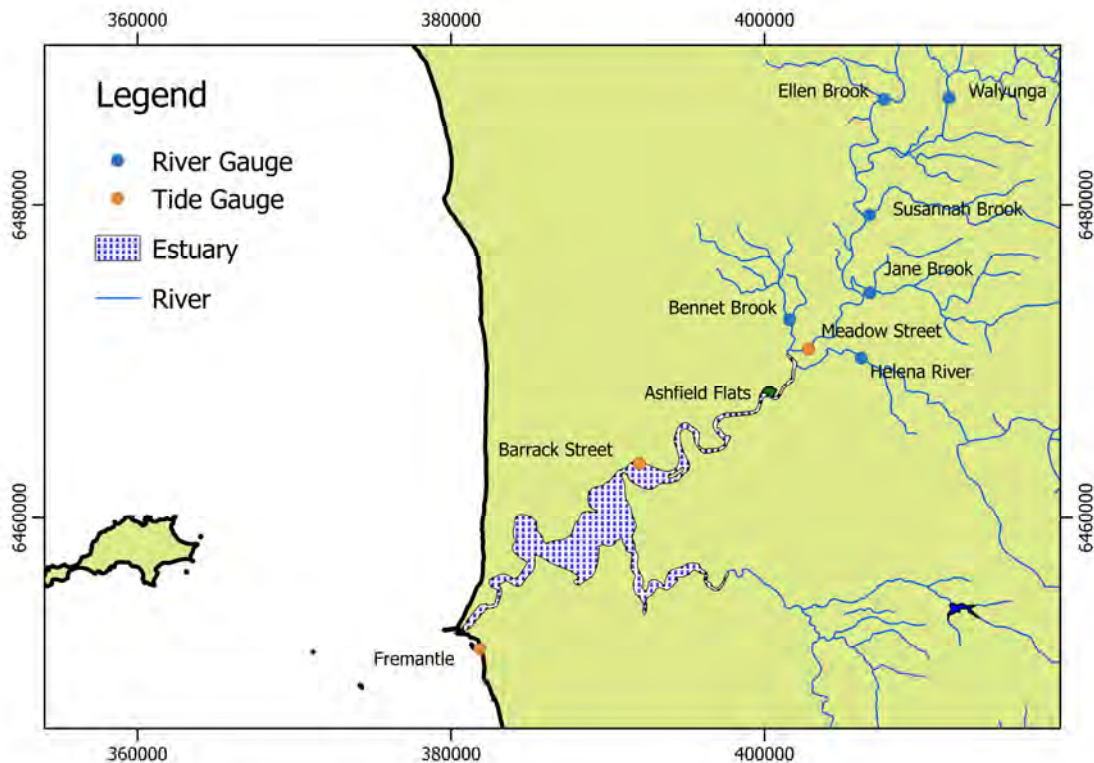 360000
380000
400000
Legend
River Gauge
Tide Gauge
Estuary
River
Ellen Brook
Walyunga
6480000
Susannah Brook
6480000
Jane Brook
Bennet Brook
Meadow Street
Helena River
Ashfield Flats
Barrack Street
6460000
6460000
Fremantle
360000
380000
400000